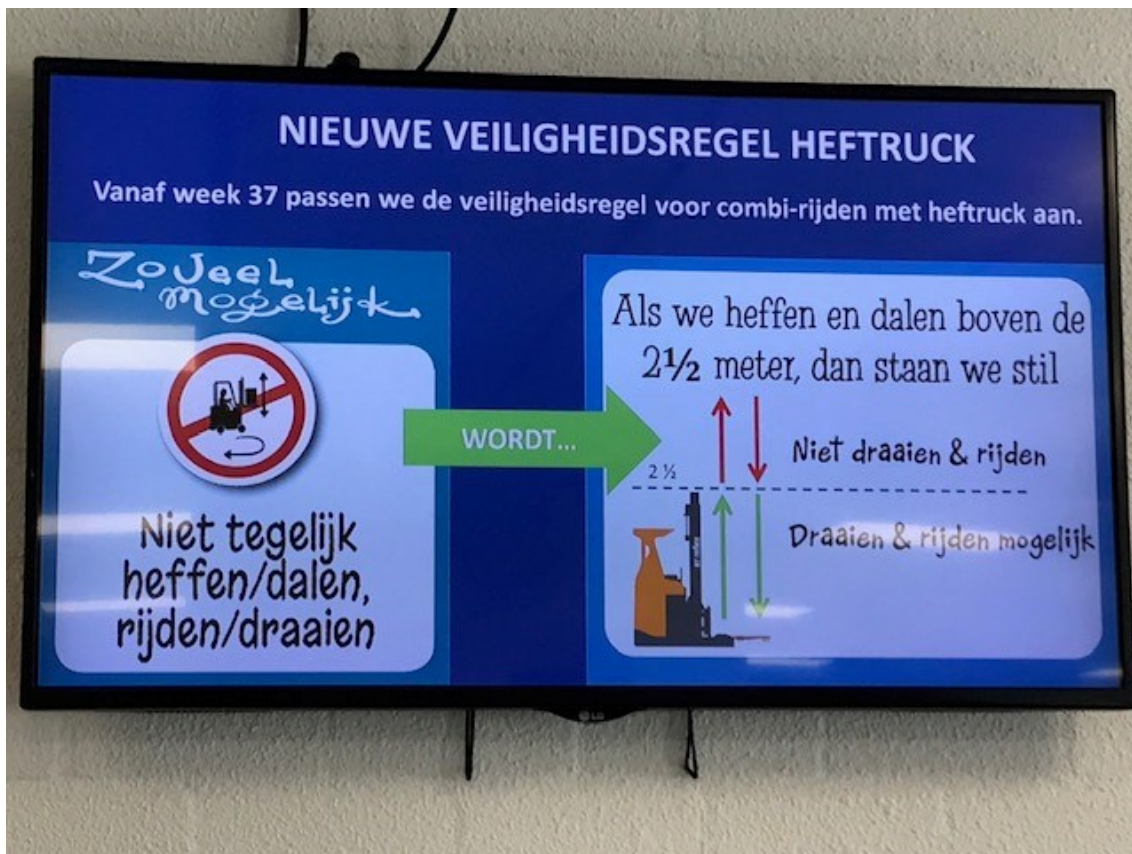 NIEUWE VEILIGHEIDSREGEL HEFTRUCK
Vanaf week 37 passen we de veiligheidsregel voor combi-rijden met heftruck aan.
Zoveel
mogelijk
Niet tegelijk
heffen/dalen,
rijden/draaien
WORDT...
Als we heffen en dalen boven de
2½ meter, dan staan we stil
Niet draaien & rijden
2 ½
Draaien & rijden mogelijk